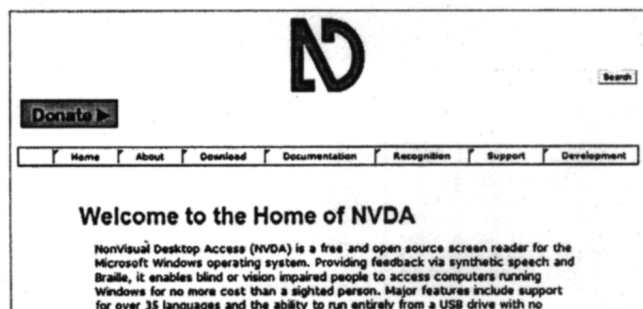 ND
Search
Donate ▶
Home About Download Documentation Recognition Support Development
Welcome to the Home of NVDA
NonVisual Desktop Access (NVDA) is a free and open source screen reader for the
Microsoft Windows operating system. Providing feedback via synthetic speech and
Braille, it enables blind or vision impaired people to access computers running
Windows for no more cost than a sighted person. Major features include support
for over 35 languages and the ability to run entirely from a USB drive with no